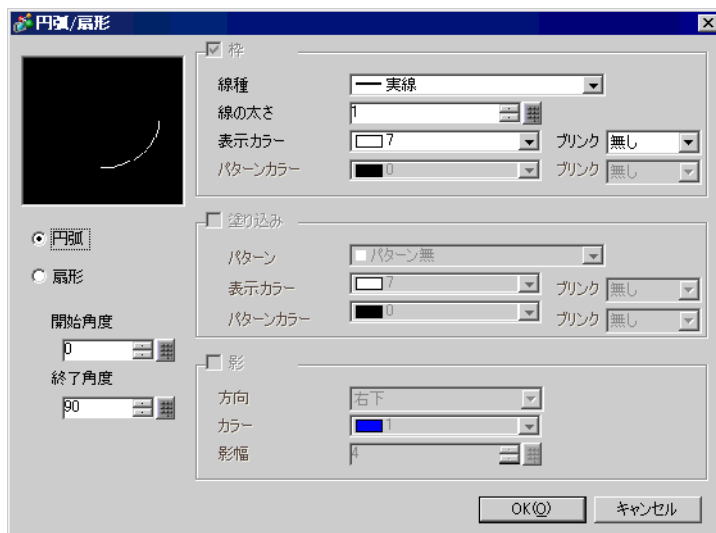 円弧/扇形
枠
線種 実線
線の太さ 1
表示カラー 7 ブリンク 無し
パターンカラー 0 ブリンク 無し
円弧
扇形
開始角度
0
終了角度
90
塗り込み
パターン パターン無
表示カラー 7 ブリンク 無し
パターンカラー 0 ブリンク 無し
影
方向 右下
カラー 1
影幅 4
OK(O) キャンセル